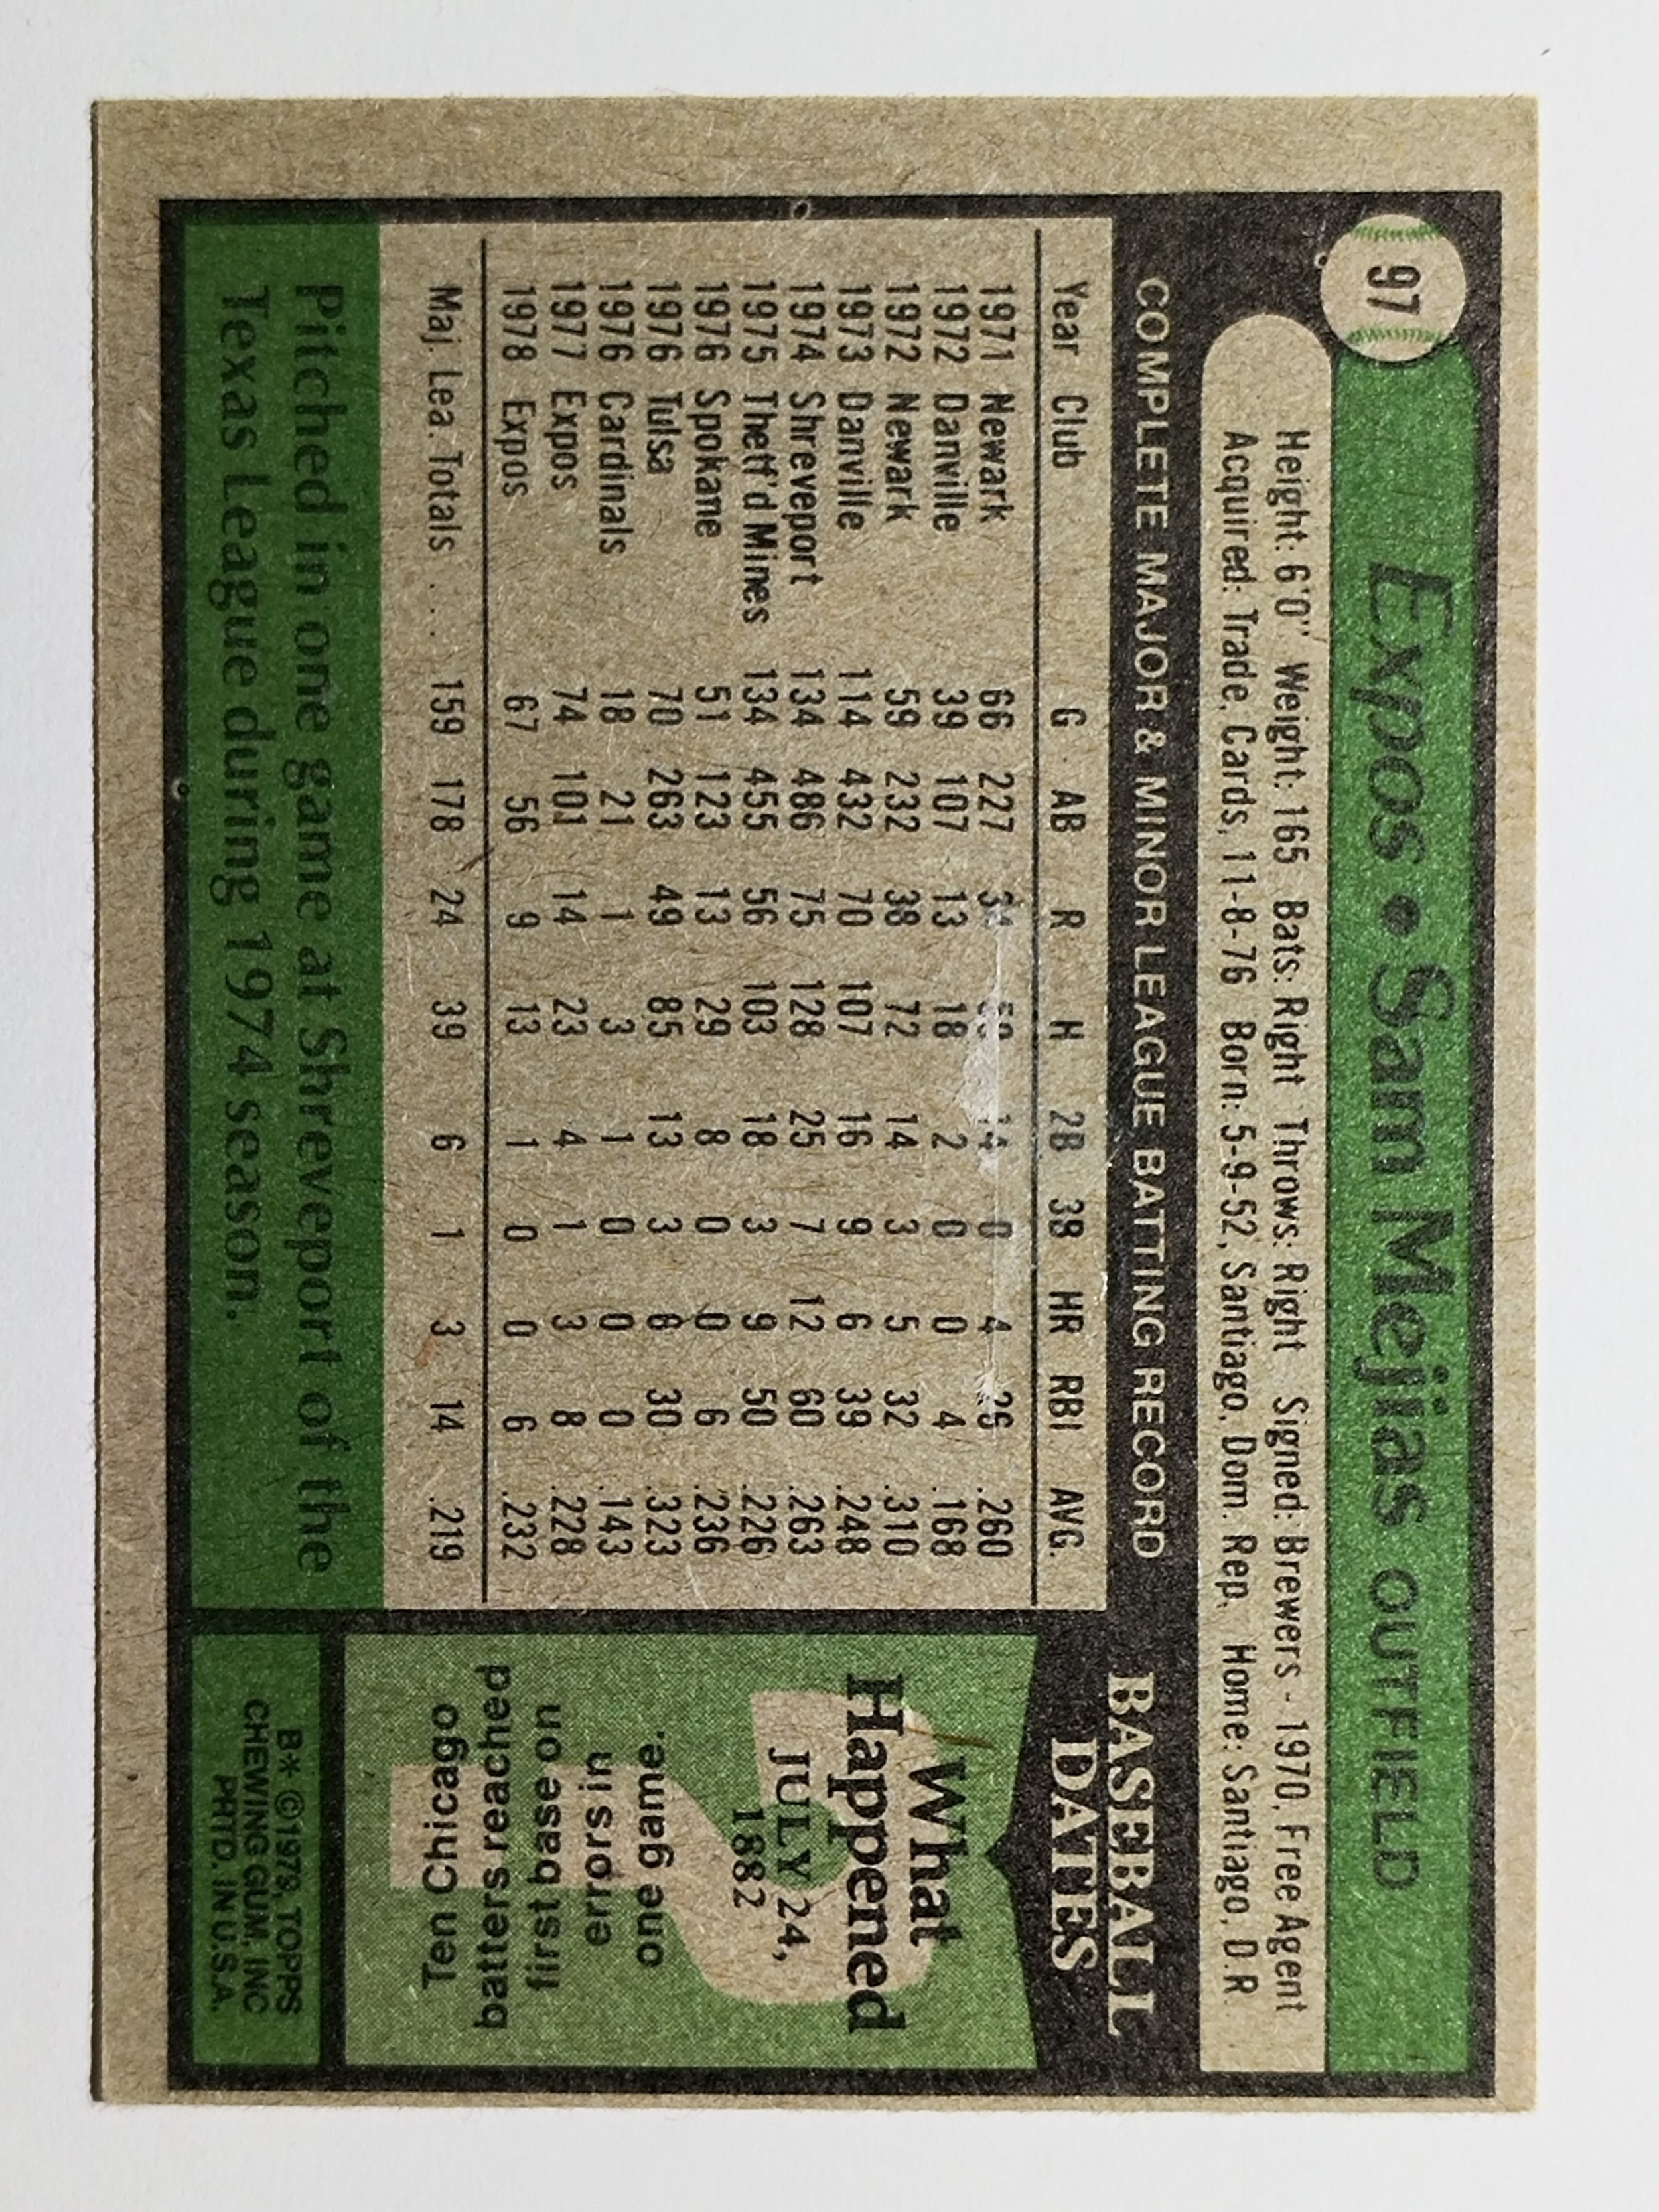 97
Expos • Sam Mejias OUTFIELD
Height: 6'0" Weight: 165 Bats: Right Throws: Right Signed: Brewers - 1970, Free Agent
Acquired: Trade, Cards, 11-8-76 Born: 5-9-52, Santiago, Dom. Rep. Home: Santiago, D.R.
COMPLETE MAJOR & MINOR LEAGUE BATTING RECORD
Year Club G AB R H 2B 3B HR RBI AVG.
1971 Newark 66 227 34 59 14 0 4 26 .260
1972 Danville 39 107 13 18 2 0 0 4 .168
1972 Newark 59 232 38 72 14 3 5 32 .310
1973 Danville 114 432 70 107 16 9 6 39 .248
1974 Shreveport 134 486 75 128 25 7 12 60 .263
1975 Thetf'd Mines 134 455 56 103 18 3 9 50 .226
1976 Spokane 51 123 13 29 8 0 0 6 .236
1976 Tulsa 70 263 49 85 13 3 8 30 .323
1976 Cardinals 18 21 1 3 1 0 0 0 .143
1977 Expos 74 101 14 23 4 1 3 8 .228
1978 Expos 67 56 9 13 1 0 0 6 .232
Maj. Lea. Totals . . . 159 178 24 39 6 1 3 14 .219
Pitched in one game at Shreveport of the
Texas League during 1974 season.
BASEBALL
DATES
What
Happened
JULY 24,
1882
Ten Chicago
batters reached
first base on
errors in
one game.
B* ©1979, TOPPS
CHEWING GUM, INC
PRTD. IN U.S.A.